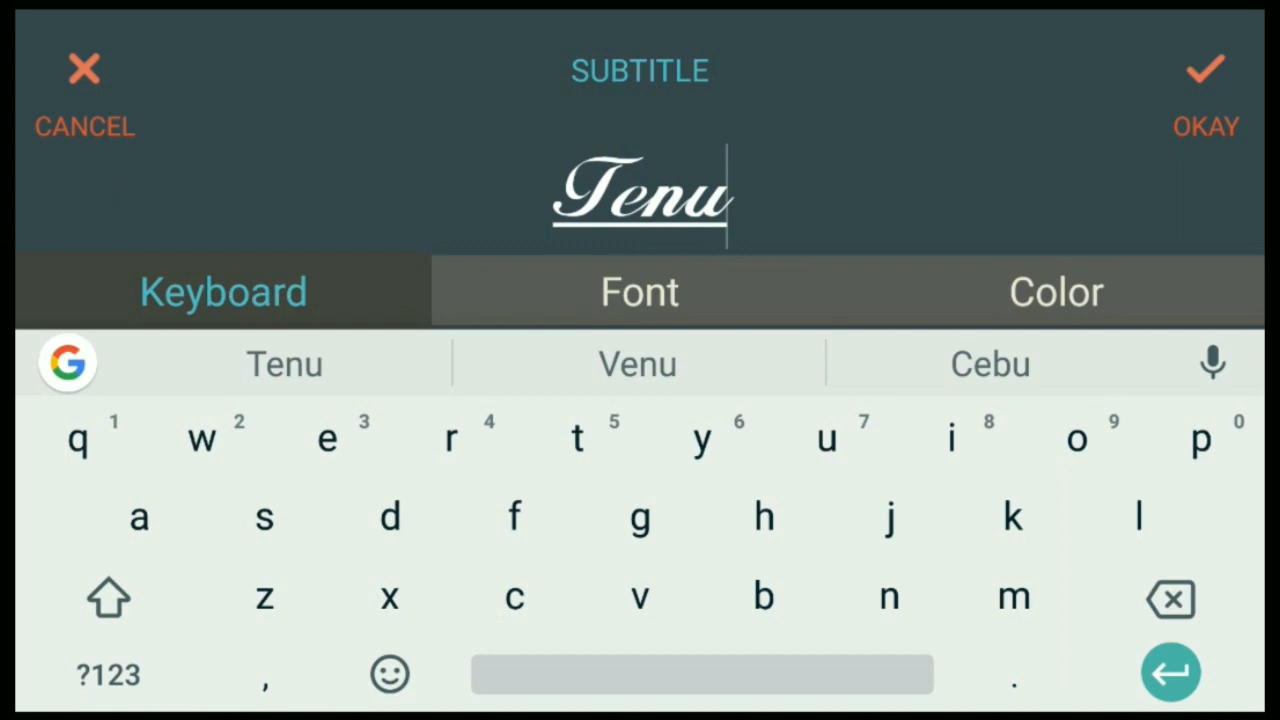 CANCEL
SUBTITLE
OKAY
Tenu
Keyboard Font Color
G Tenu Venu Cebu
q 1 w 2 e 3 r 4 t 5 y 6 u 7 i 8 o 9 p 0
a s d f g h j k l
z x c v b n m
?123 , .